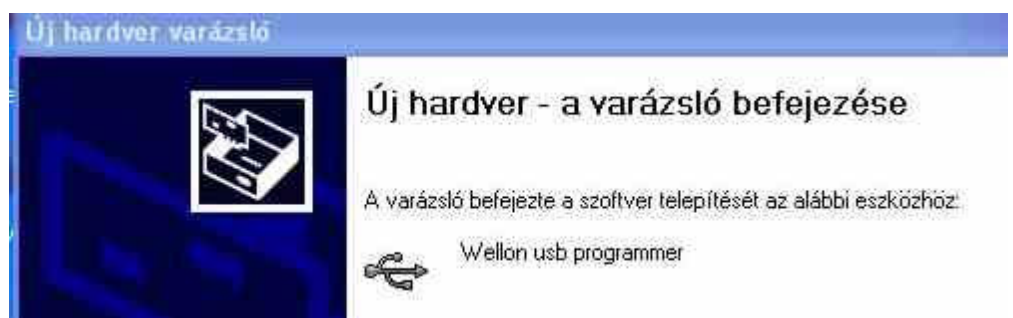 Új hardver varázsló
Új hardver - a varázsló befejezése
A varázsló befejezte a szoftver telepítését az alábbi eszközhöz:
Wellon usb programmer